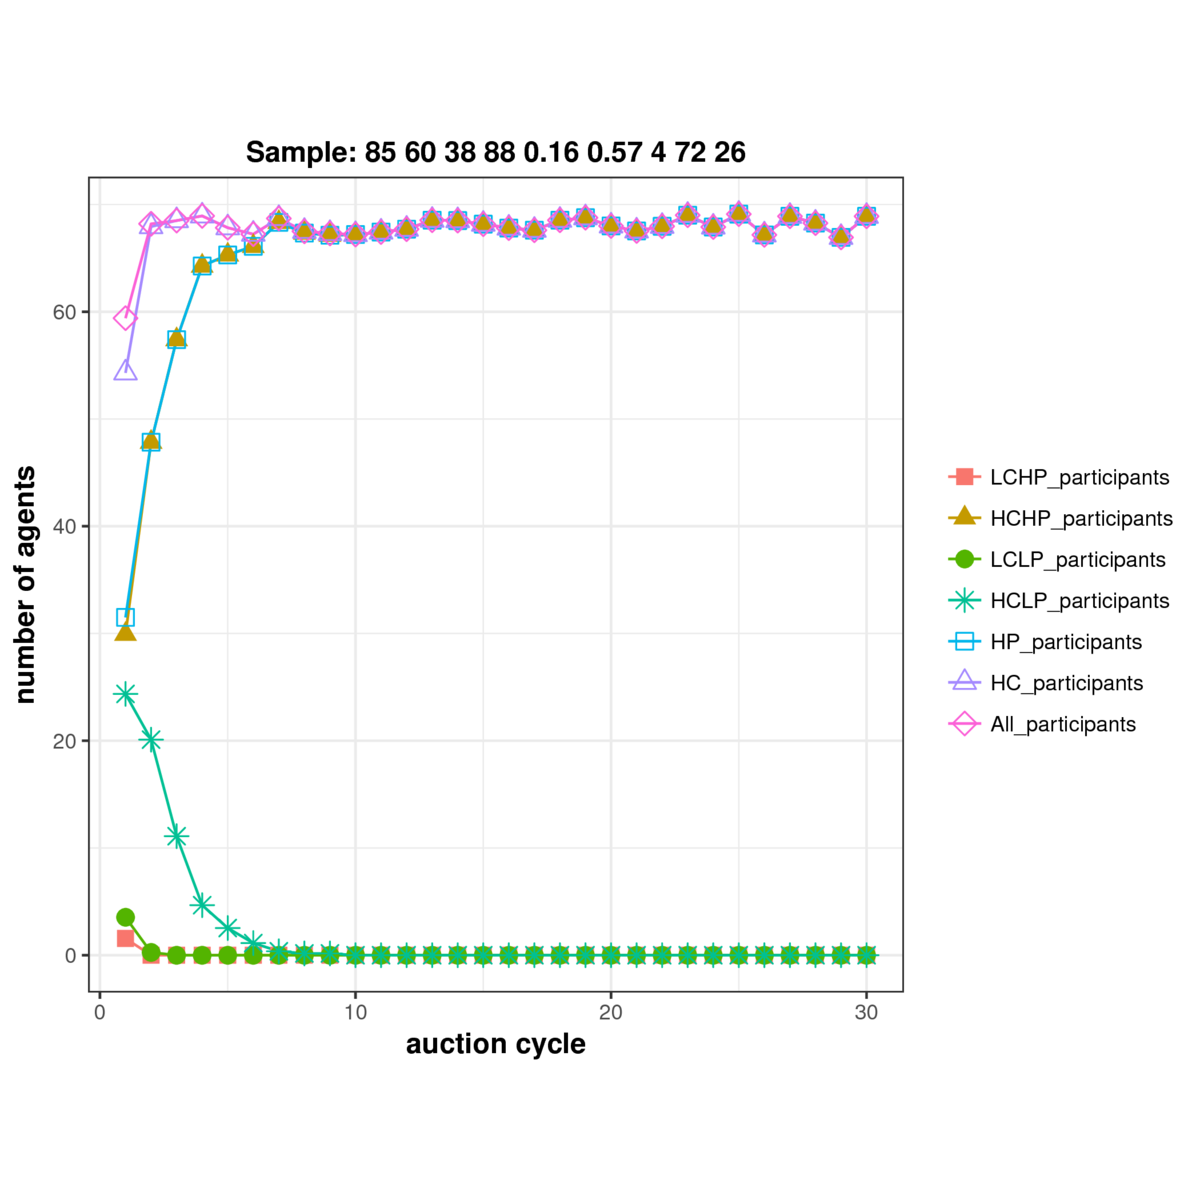 Sample: 85 60 38 88 0.16 0.57 4 72 26
number of agents
60
40
20
0
0 10 20 30
auction cycle
LCHP_participants
HCHP_participants
LCLP_participants
HCLP_participants
HP_participants
HC_participants
All_participants